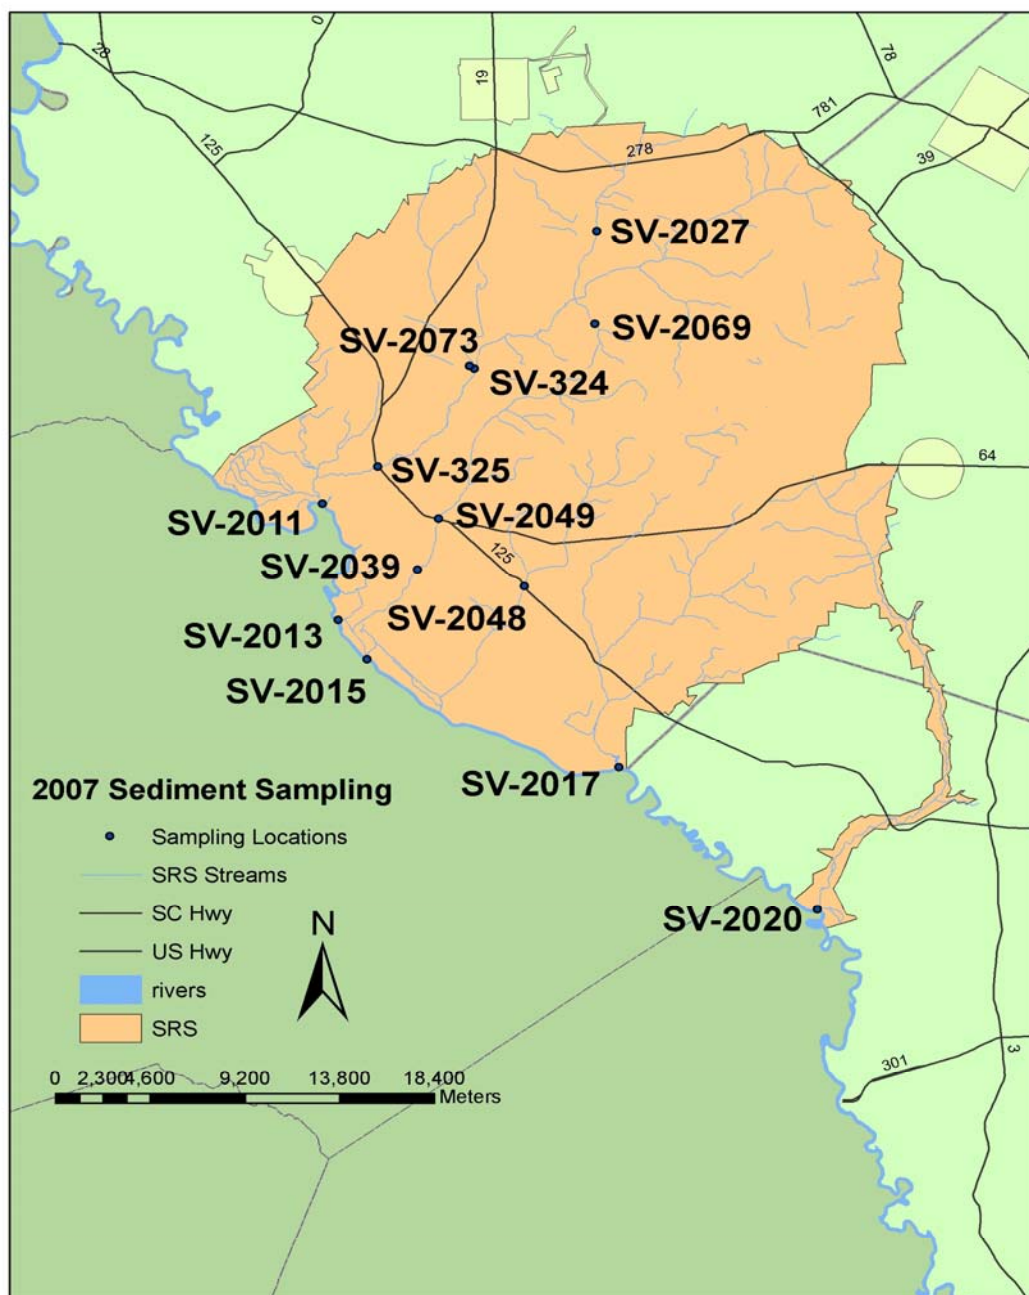 28
0
19
78
781
125
278
39
SV-2027
SV-2069
SV-2073
SV-324
64
SV-325
SV-2011
SV-2049
125
SV-2039
SV-2048
SV-2013
SV-2015
SV-2017
2007 Sediment Sampling
Sampling Locations
SRS Streams
SC Hwy
US Hwy
rivers
SRS
N
SV-2020
0 2,300 4,600 9,200 13,800 18,400
Meters
301
3